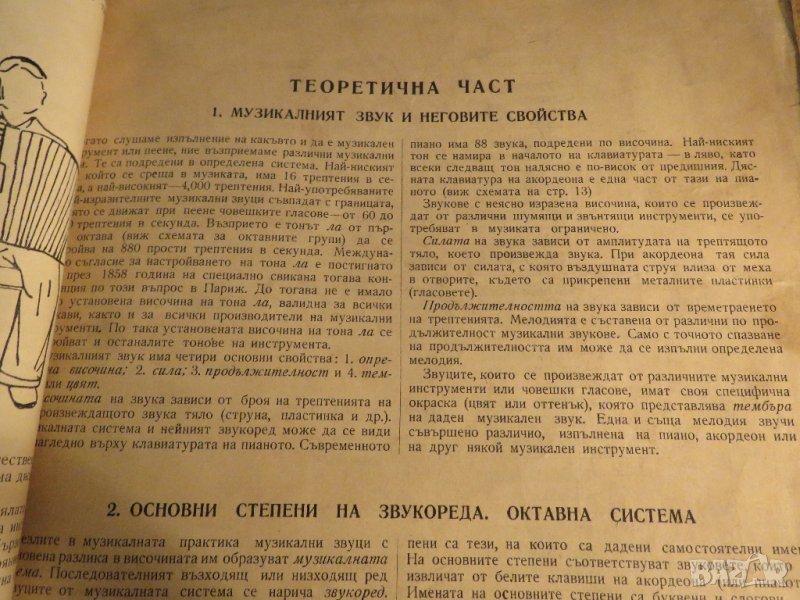 ТЕОРЕТИЧНА ЧАСТ
1. МУЗИКАЛНИЯТ ЗВУК И НЕГОВИТЕ СВОЙСТВА
гато слушаме изпълнение на какъвто и да е музикален
румент или пеене, ние възприемаме различни музикални
Те са подредени в определена система. Най-ниският
който се среща в музиката, има 16 трептения в се-
а, а най-високият—4,000 трептения. Най-употребяваните
й-изразителните музикални звуци съвпадат с границата,
ято се движат при пеене човешките гласове—от 60 до
трептения в секунда. Възприето е тонът ла от пър-
октава (виж схемата за октавните групи) да се
ойва на 880 прости трептения в секунда. Междуна-
о съгласие за настройването на тона ла е постигнато
през 1858 година на специално свикана тогава кон-
нция по този въпрос в Париж. До тогава не е имало
о установена височина на тона ла, валидна за всички
жави, както и за всички производители на музикални
рументи. По така установената височина на тона ла се
ройват и останалите тонове на инструмента.
узикалният звук има четири основни свойства: 1. опре-
на височина; 2. сила; 3. продължителност и 4. тем-
или цвят.
сочината на звука зависи от броя на трептенията на
роизвеждащото звука тяло (струна, пластинка и др.).
икалната система и нейният звукоред може да се види
нагледно върху клавиатурата на пианото. Съвременното
пиано има 88 звука, подредени по височина. Най-ниският
тон се намира в началото на клавиатурата — в ляво, като
всеки следващ тон надясно е по-висок от предишния. Дяс-
ната клавиатура на акордеона е една част от тази на пиа-
ното (виж схемата на стр. 13)
Звукове с неясно изразена височина, които се произвеж-
дат от различни шумящи и звънтящи инструменти, се упо-
требяват в музиката ограничено.
Силата на звука зависи от амплитудата на трептящото
тяло, което произвежда звука. При акордеона тая сила
зависи от силата, с която въздушната струя влиза от меха
в отворите, където са прикрепени металните пластинки
(гласовете).
Продължителността на звука зависи от времетраенето
на трептенията. Мелодията е съставена от различни по про-
дължителност музикални звукове. Само с точното спазване
на продължителността им може да се изпълни определена
мелодия.
Звуците, които се произвеждат от различните музикални
инструменти или човешки гласове, имат своя специфична
окраска (цвят или оттенък), която представлява тембъра
на даден музикален звук. Една и съща мелодия звучи
съвършено различно, изпълнена на пиано, акордеон или
на друг някой музикален инструмент.
2. ОСНОВНИ СТЕПЕНИ НА ЗВУКОРЕДА. ОКТАВНА СИСТЕМА
езлите в музикалната практика музикални звуци с
новена разлика в височината им образуват музикалната
ема. Последователният възходящ или низходящ ред
вуците от музикалната система се нарича звукоред.
пени са тези, на които са дадени самостоятелни име
На основните степени съответствуват звуковете, които
извличат от белите клавиши на акордеона (или пианот
Имената на основните степени са буквени и слогови.